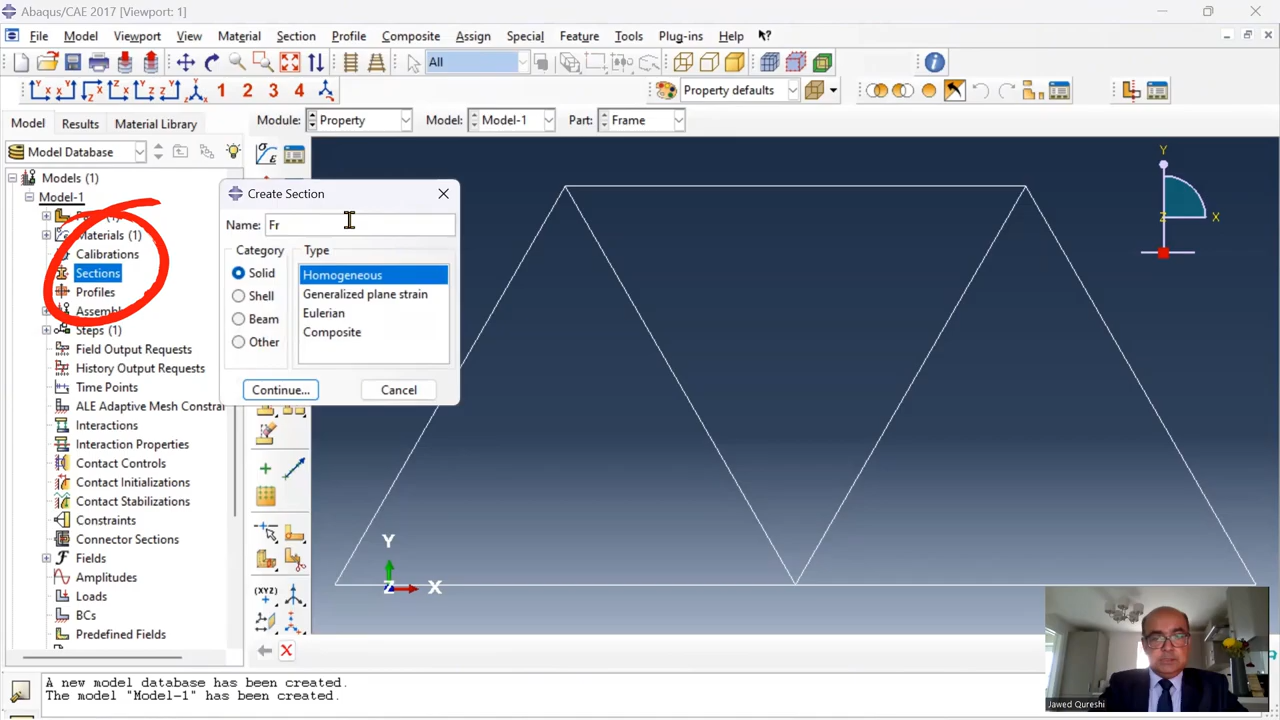 Abaqus/CAE 2017 [Viewport: 1]
File Model Viewport View Material Section Profile Composite Assign Special Feature Tools Plug-ins Help
All
1 2 3 4
Property defaults
Model Results Material Library
Module: Property Model: Model-1 Part: Frame
Model Database
Models (1)
Model-1
Materials (1)
Calibrations
Sections
Profiles
Steps (1)
Field Output Requests
History Output Requests
Time Points
ALE Adaptive Mesh Constrai
Interactions
Interaction Properties
Contact Controls
Contact Initializations
Contact Stabilizations
Constraints
Connector Sections
Fields
Amplitudes
Loads
BCs
Predefined Fields
Create Section
Name: Fr
Category Type
Solid
Shell
Beam
Other
Homogeneous
Generalized plane strain
Eulerian
Composite
Continue... Cancel
(XYZ)
Y
Z X
Y
Z X
Jawed Qureshi
A new model database has been created.
The model "Model-1" has been created.